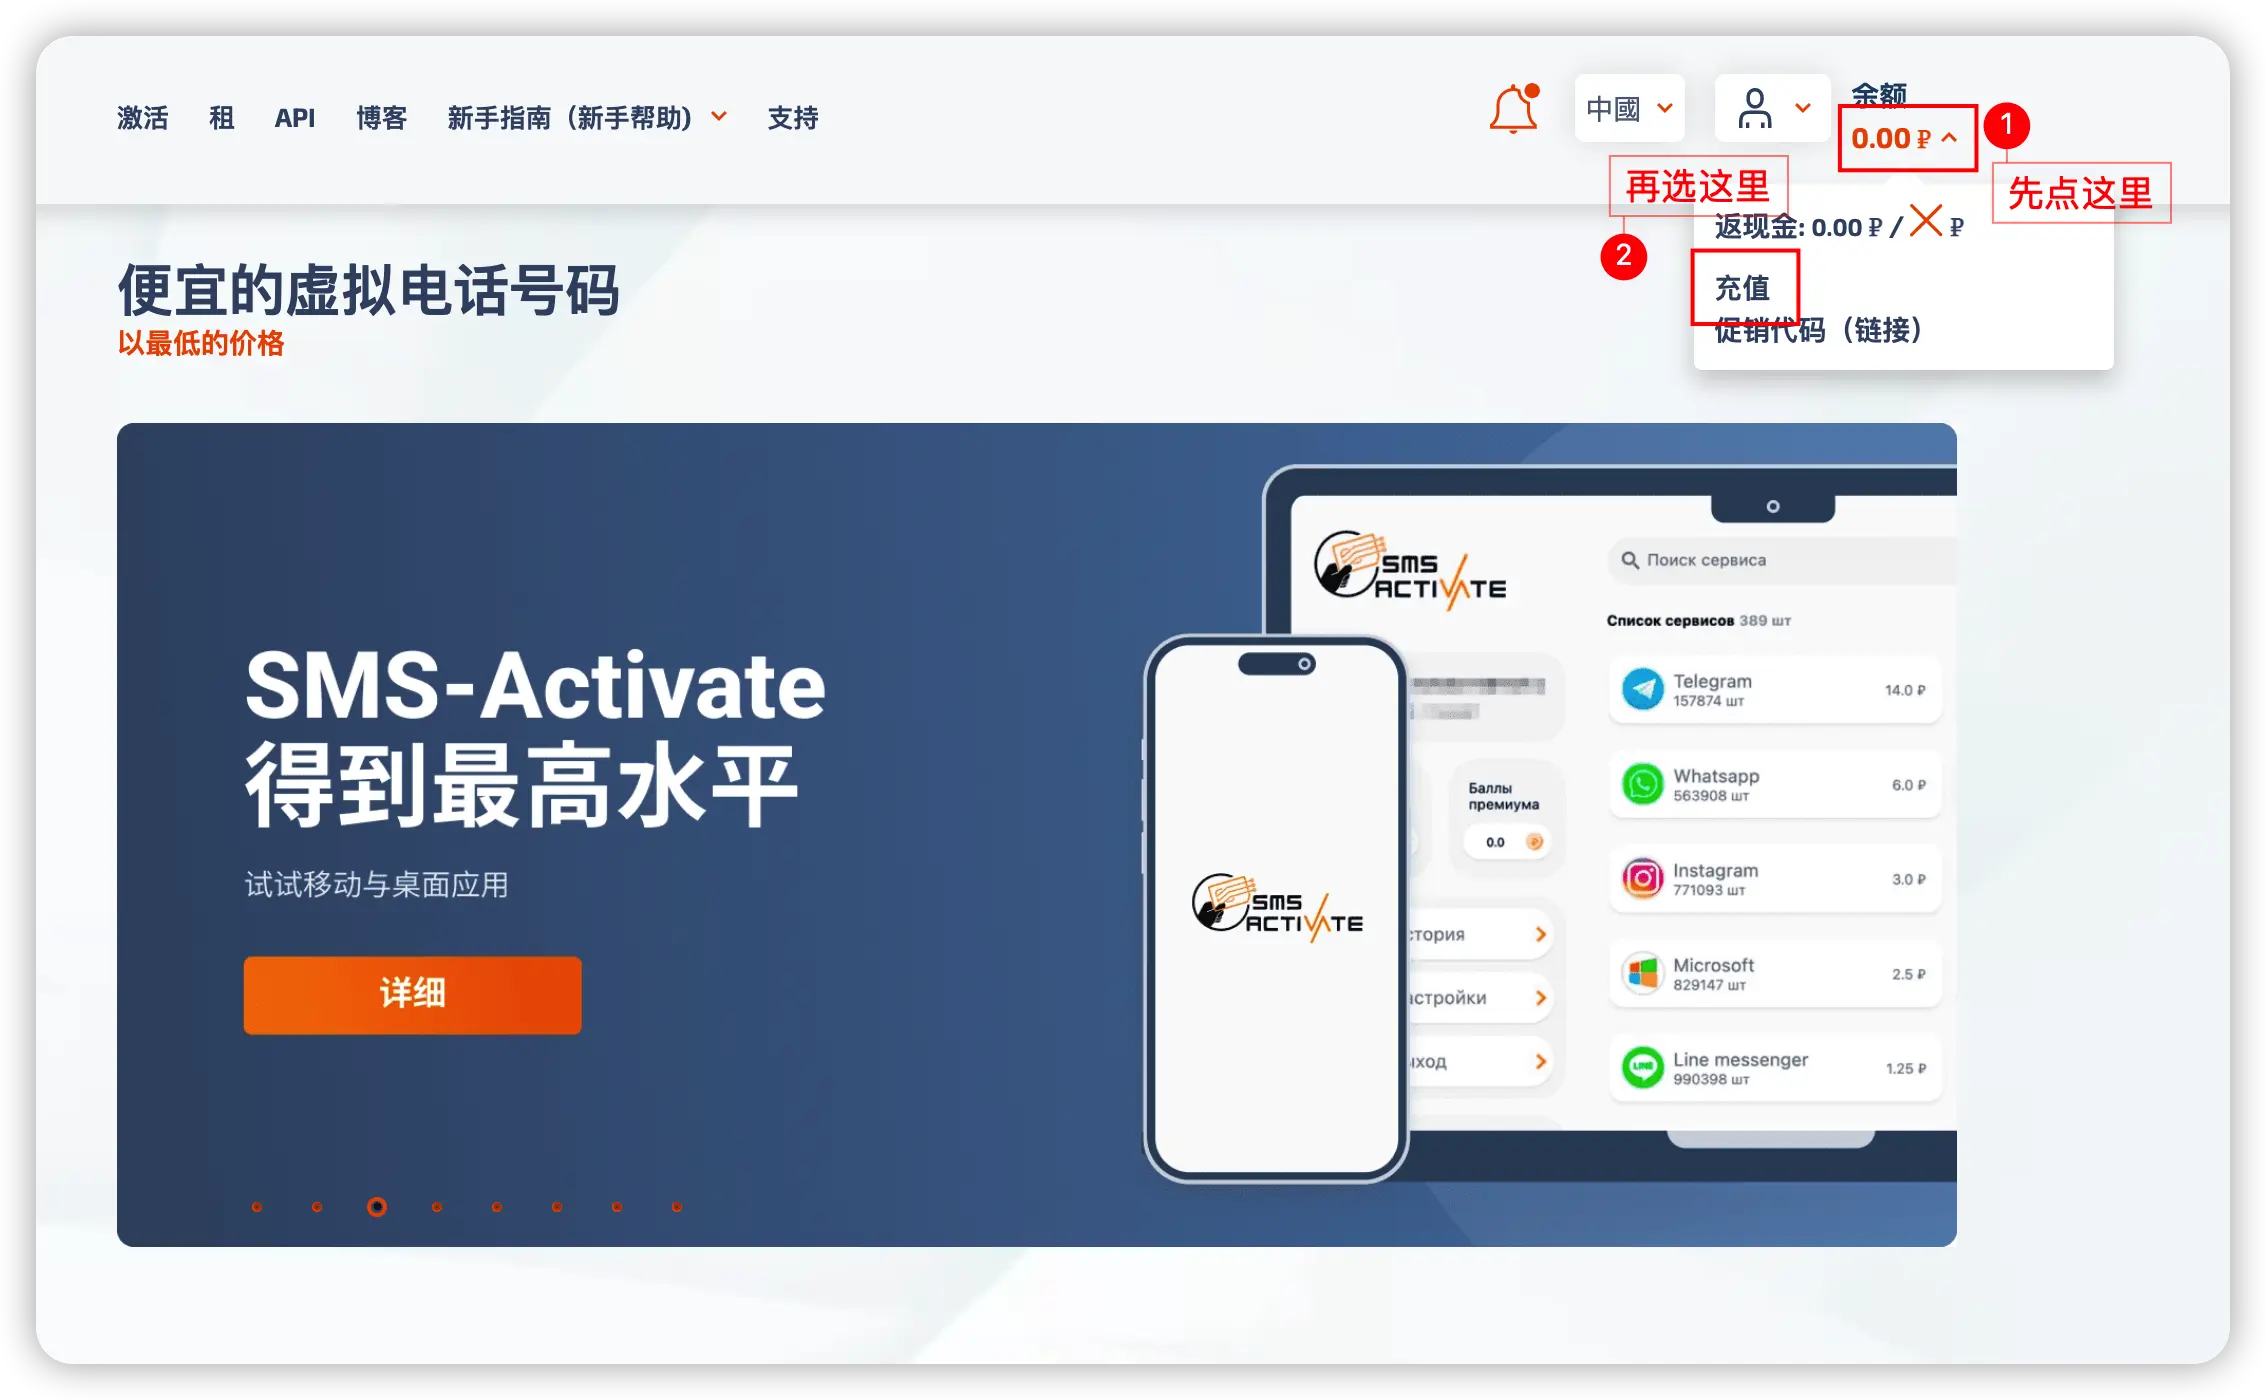 激活 租 API 博客 新手指南（新手帮助） 支持
中國
余额
0.00 ₽
1
先点这里
再选这里
2
返现金: 0.00 ₽ / ₽
充值
促销代码（链接）
便宜的虚拟电话号码
以最低的价格
SMS-Activate
得到最高水平
试试移动与桌面应用
详细
SMS
ACTIVATE
SMS
ACTIVATE
Баллы
премиума
0.0
стория
астройки
ыход
Поиск сервиса
Список сервисов 389 шт
Telegram
157874 шт
14.0 ₽
Whatsapp
563908 шт
6.0 ₽
Instagram
771093 шт
3.0 ₽
Microsoft
829147 шт
2.5 ₽
LINE
Line messenger
990398 шт
1.25 ₽